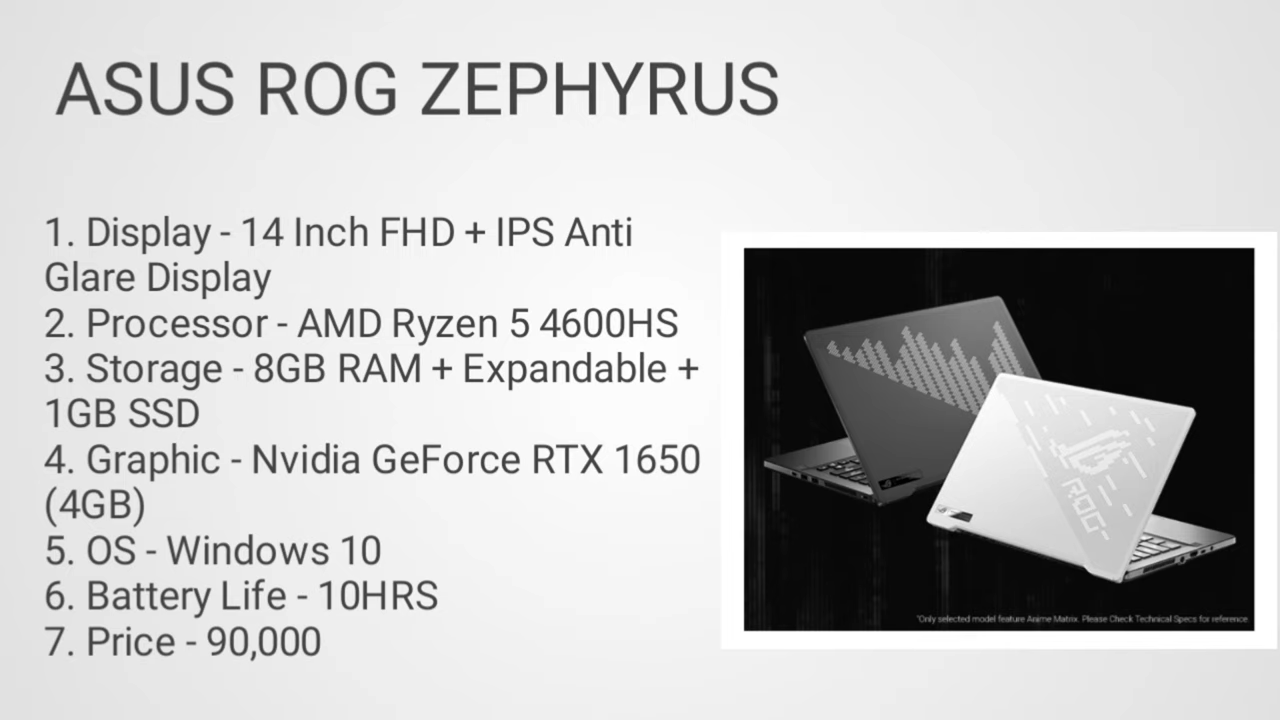 ASUS ROG ZEPHYRUS
1. Display - 14 Inch FHD + IPS Anti
Glare Display
2. Processor - AMD Ryzen 5 4600HS
3. Storage - 8GB RAM + Expandable +
1GB SSD
4. Graphic - Nvidia GeForce RTX 1650
(4GB)
5. OS - Windows 10
6. Battery Life - 10HRS
7. Price - 90,000
ROG
*Only selected model feature Anime Matrix. Please Check Technical Specs for reference.